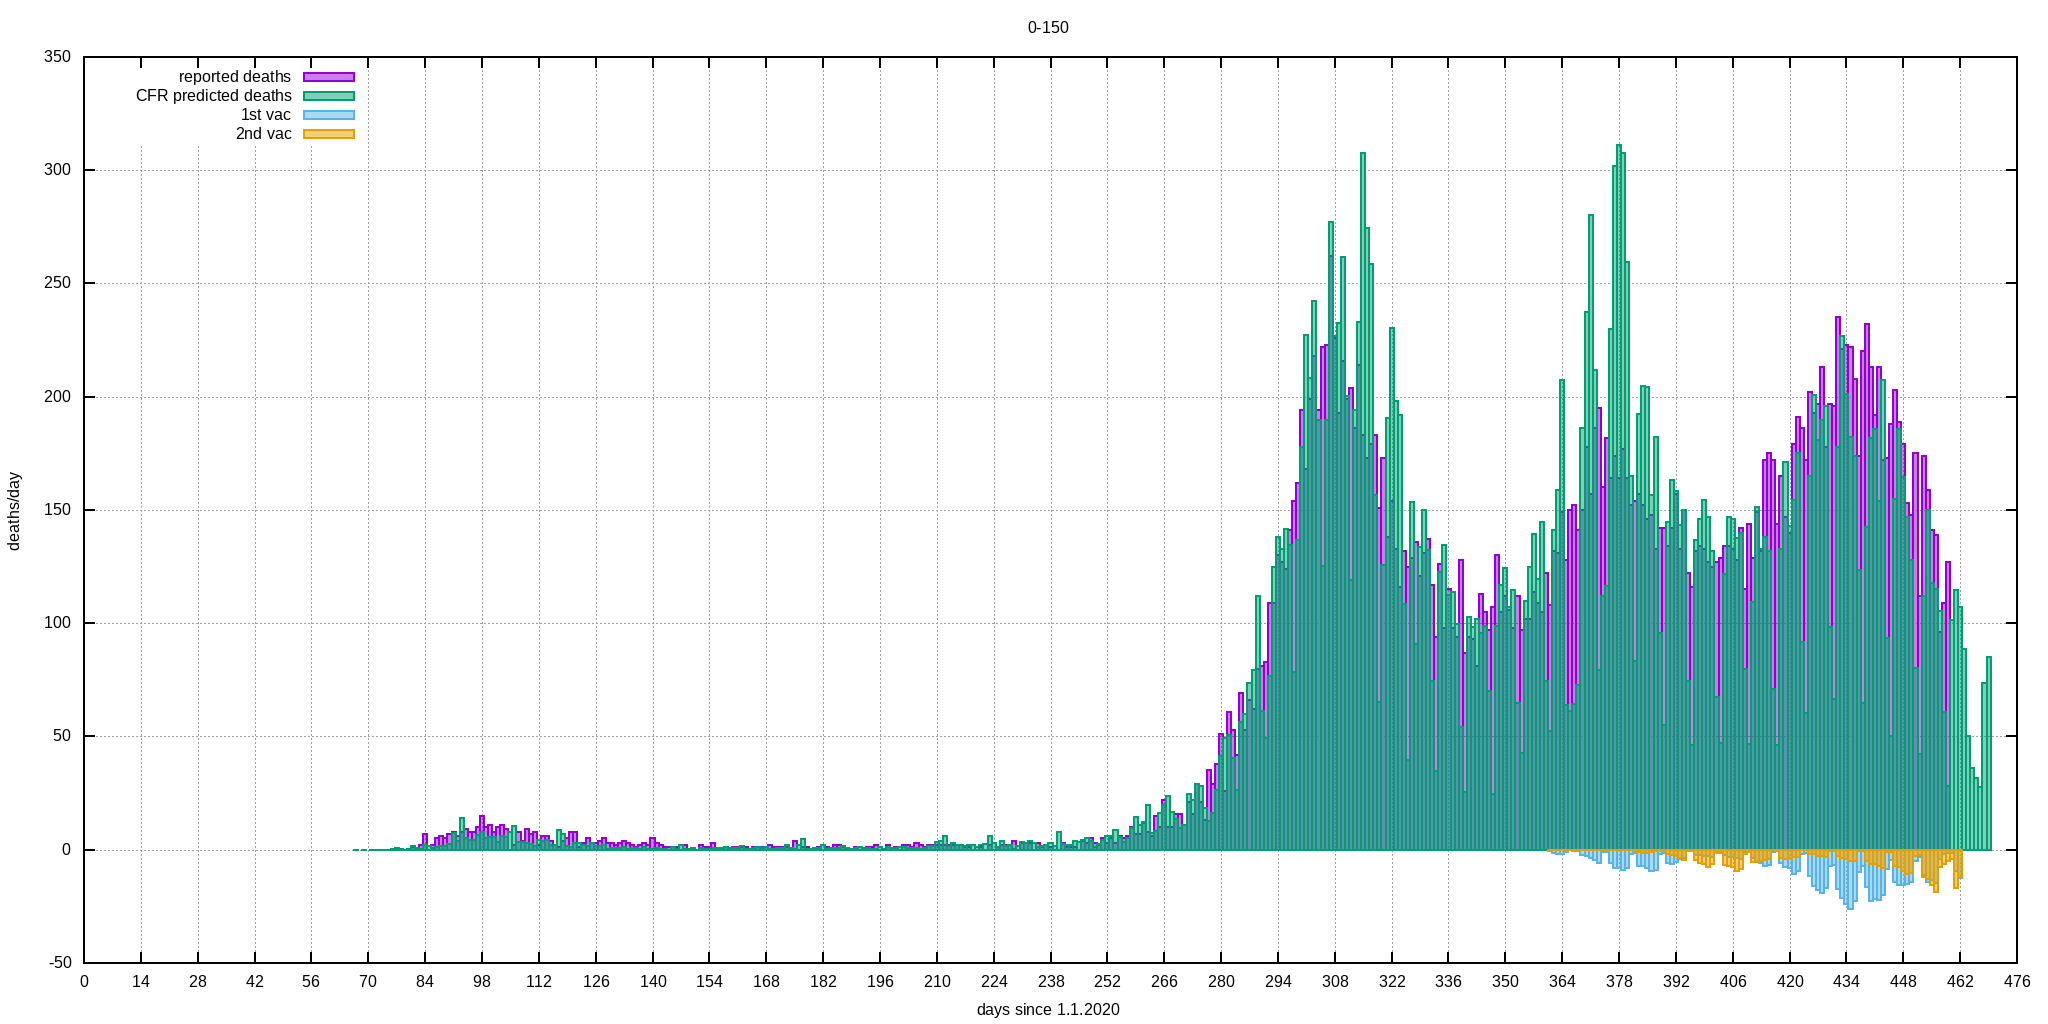 0-150
350
reported deaths
CFR predicted deaths
1st vac
2nd vac
300
250
200
150
100
50
0
-50
deaths/day
0 14 28 42 56 70 84 98 112 126 140 154 168 182 196 210 224 238 252 266 280 294 308 322 336 350 364 378 392 406 420 434 448 462 476
days since 1.1.2020